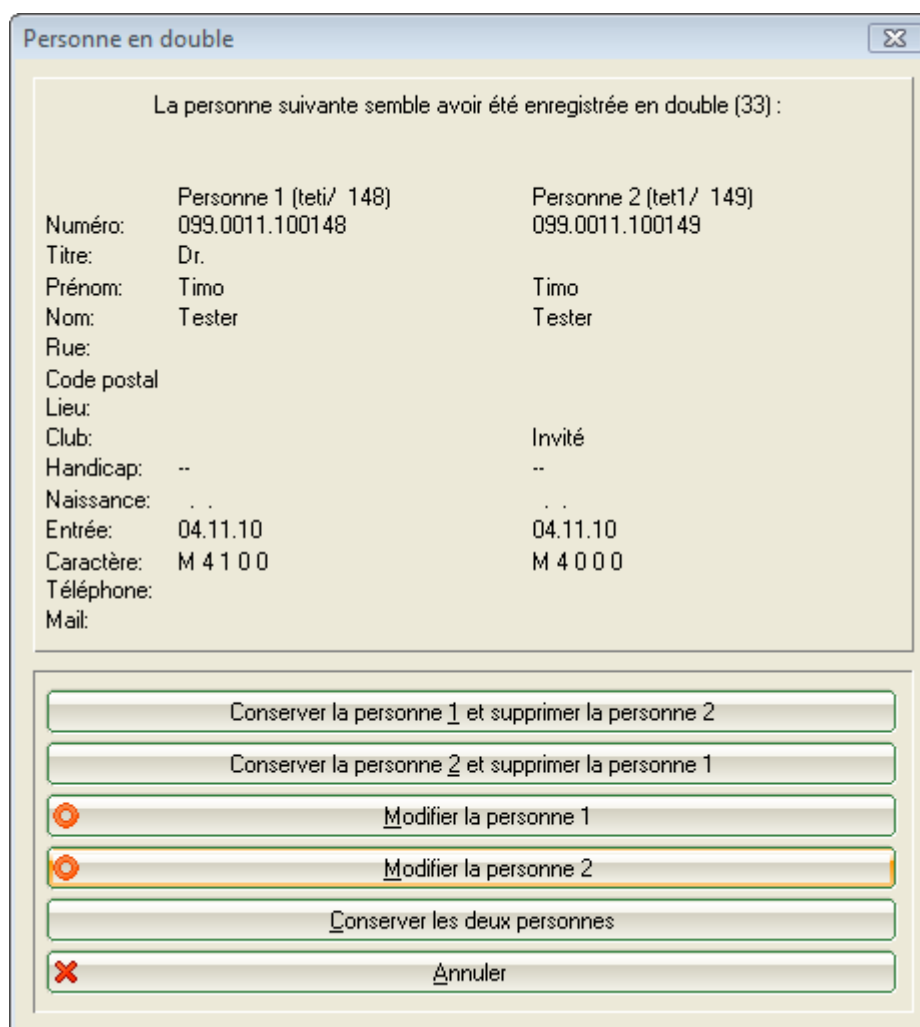 Personne en double
La personne suivante semble avoir été enregistrée en double (33) :
Personne 1 (teti/ 148) Personne 2 (tet1/ 149)
Numéro: 099.0011.100148 099.0011.100149
Titre: Dr.
Prénom: Timo Timo
Nom: Tester Tester
Rue:
Code postal
Lieu:
Club: Invité
Handicap: -- --
Naissance: . . . .
Entrée: 04.11.10 04.11.10
Caractère: M 4 1 0 0 M 4 0 0 0
Téléphone:
Mail:
Conserver la personne 1 et supprimer la personne 2
Conserver la personne 2 et supprimer la personne 1
Modifier la personne 1
Modifier la personne 2
Conserver les deux personnes
Annuler